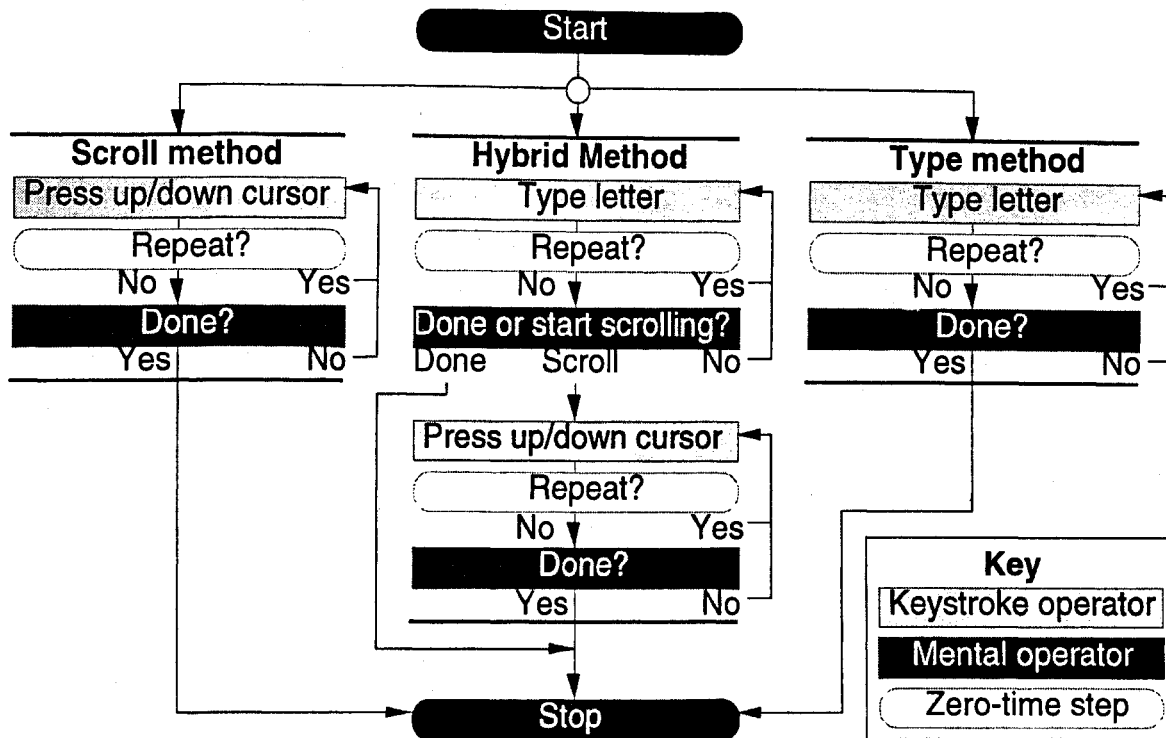 Start
Scroll method
Press up/down cursor
Repeat?
No Yes
Done?
Yes No
Hybrid Method
Type letter
Repeat?
No Yes
Done or start scrolling?
Done Scroll No
Press up/down cursor
Repeat?
No Yes
Done?
Yes No
Type method
Type letter
Repeat?
No Yes
Done?
Yes No
Stop
Key
Keystroke operator
Mental operator
Zero-time step